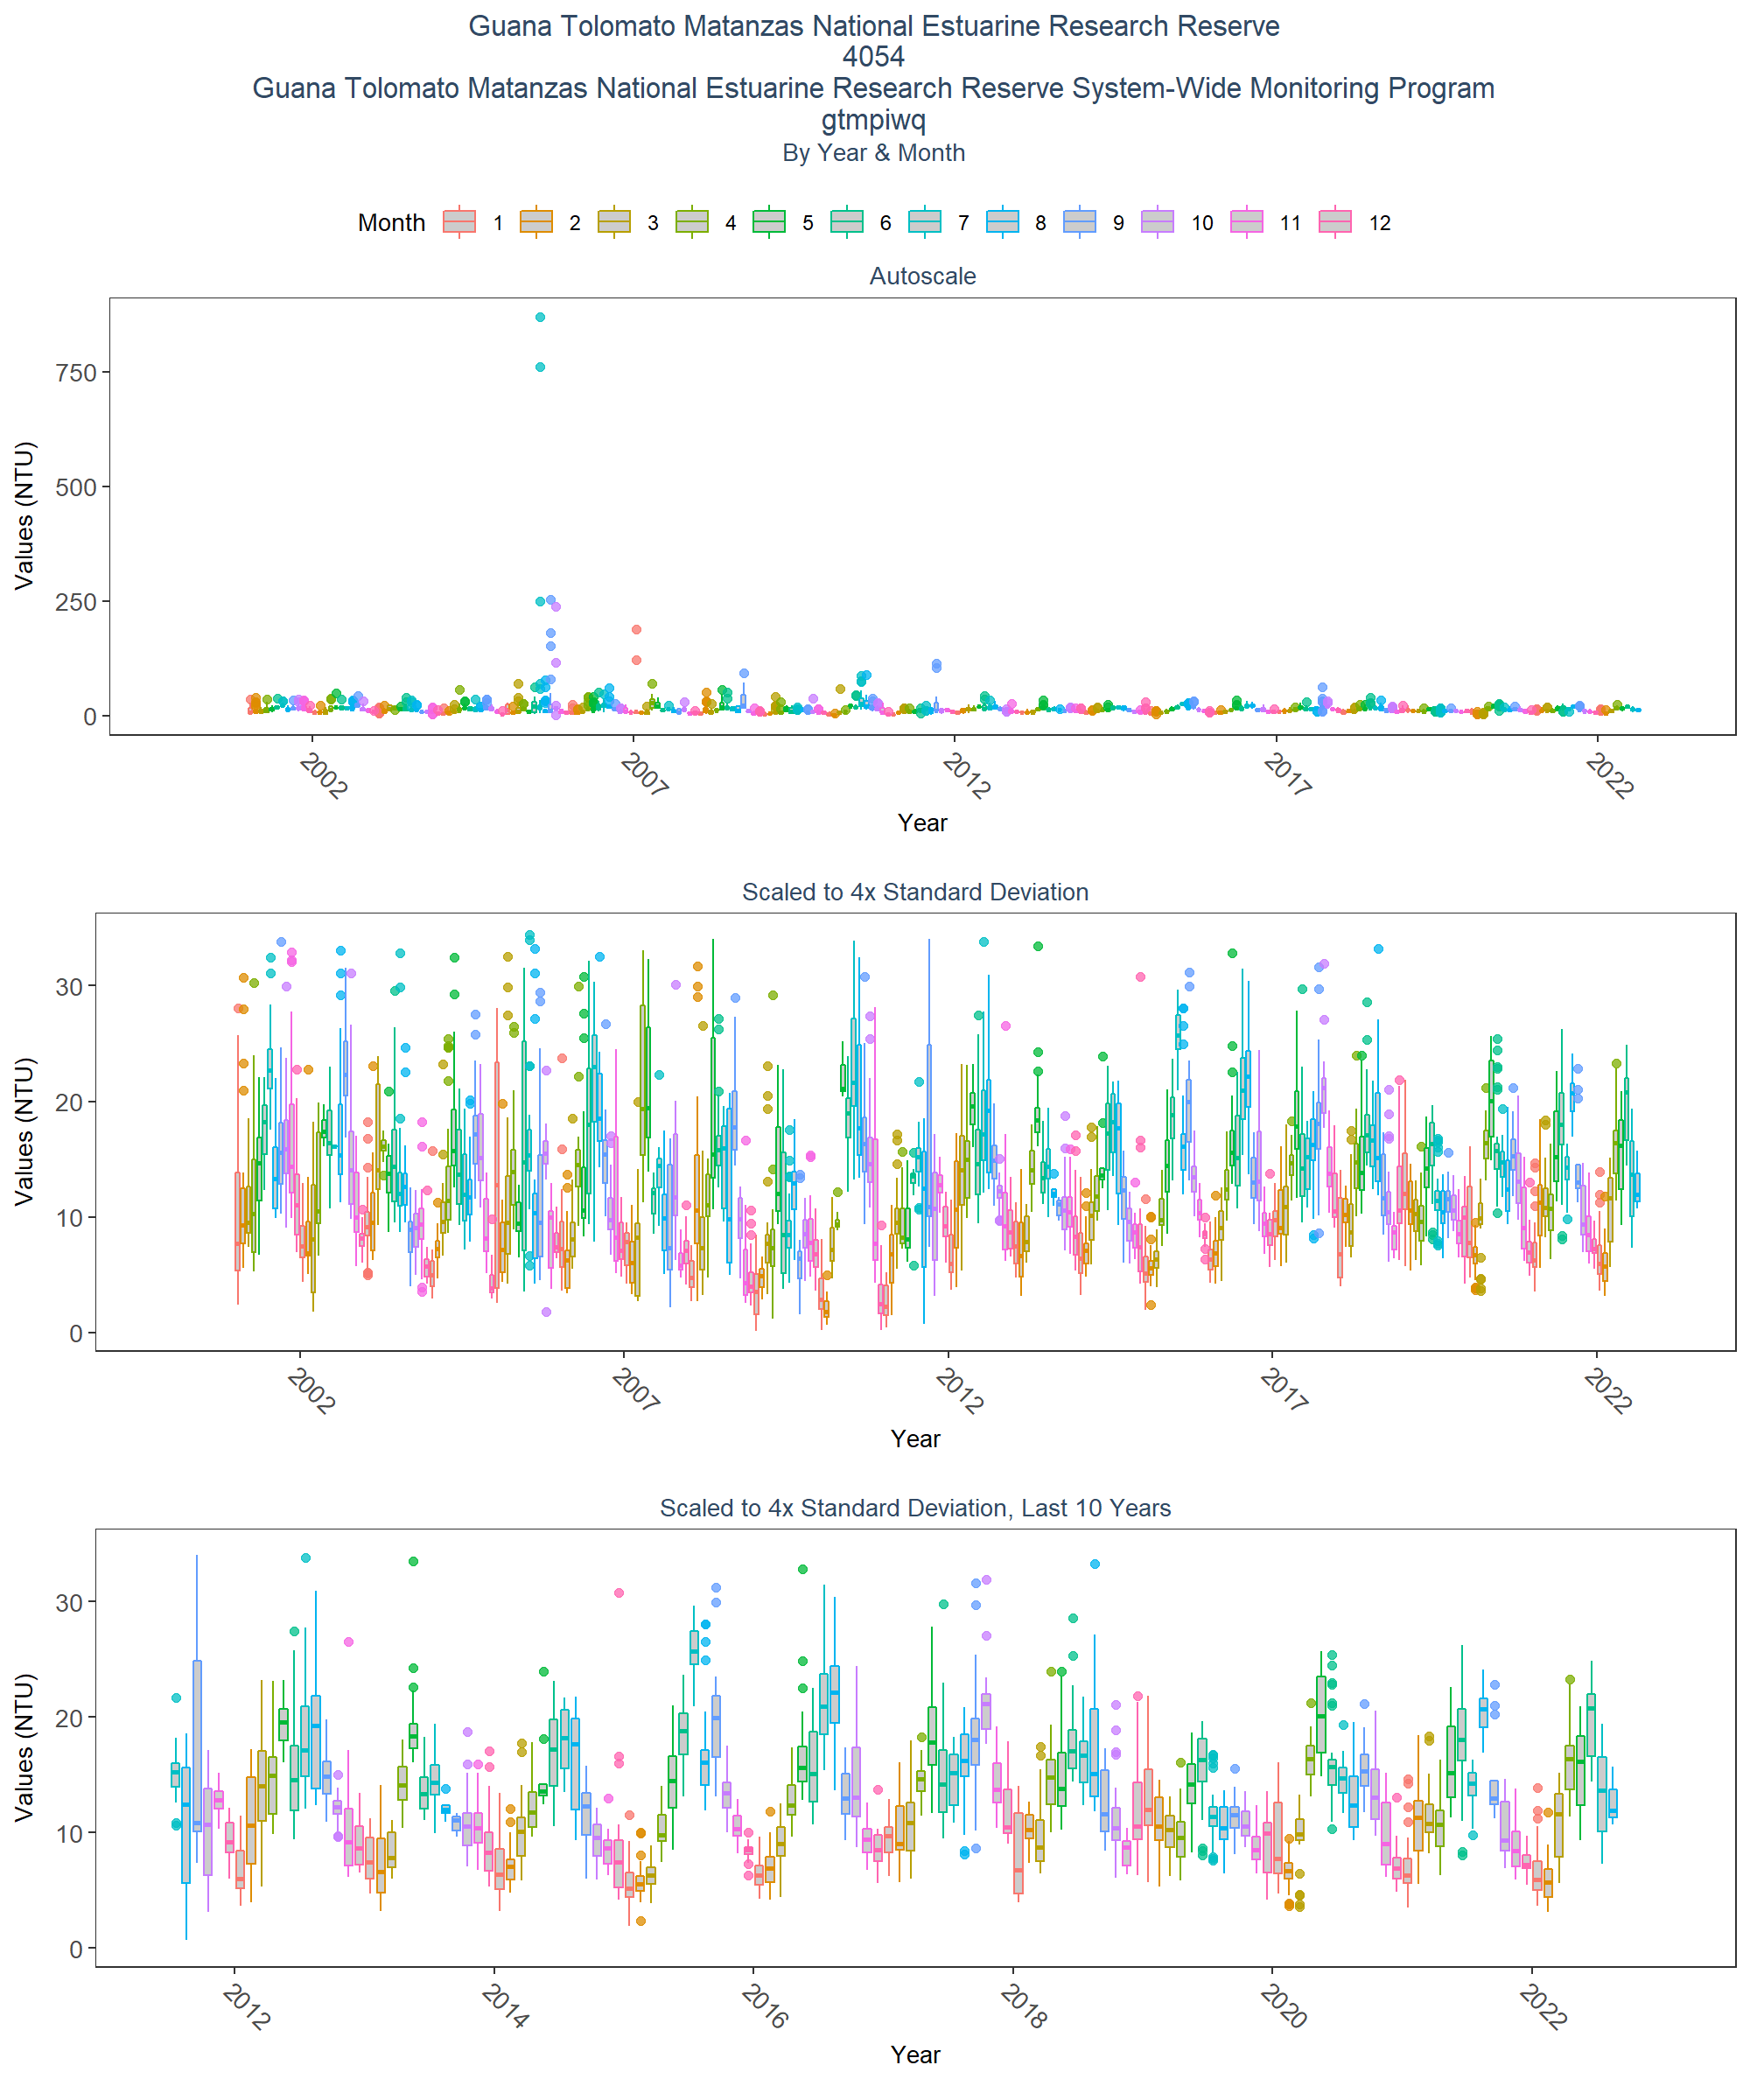 Guana Tolomato Matanzas National Estuarine Research Reserve
4054
Guana Tolomato Matanzas National Estuarine Research Reserve System-Wide Monitoring Program
gtmpiwq
By Year & Month
Month 1 2 3 4 5 6 7 8 9 10 11 12
Autoscale
Values (NTU)
750
500
250
0
2002 2007 2012 2017 2022
Year
Scaled to 4x Standard Deviation
Values (NTU)
30
20
10
0
2002 2007 2012 2017 2022
Year
Scaled to 4x Standard Deviation, Last 10 Years
Values (NTU)
30
20
10
0
2012 2014 2016 2018 2020 2022
Year